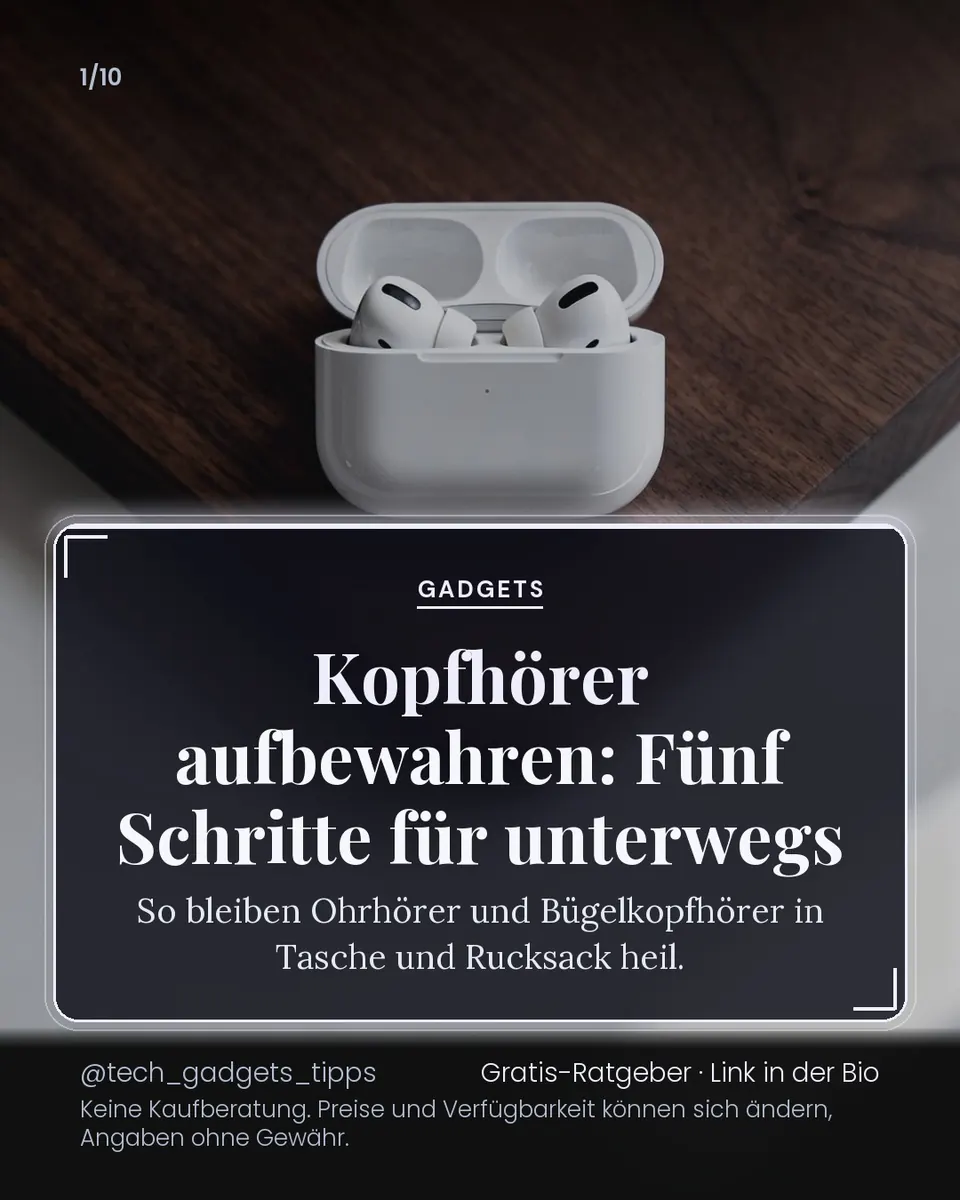 1/10
GADGETS
Kopfhörer
aufbewahren: Fünf
Schritte für unterwegs
So bleiben Ohrhörer und Bügelkopfhörer in
Tasche und Rucksack heil.
@tech_gadgets_tipps
Gratis-Ratgeber · Link in der Bio
Keine Kaufberatung. Preise und Verfügbarkeit können sich ändern,
Angaben ohne Gewähr.